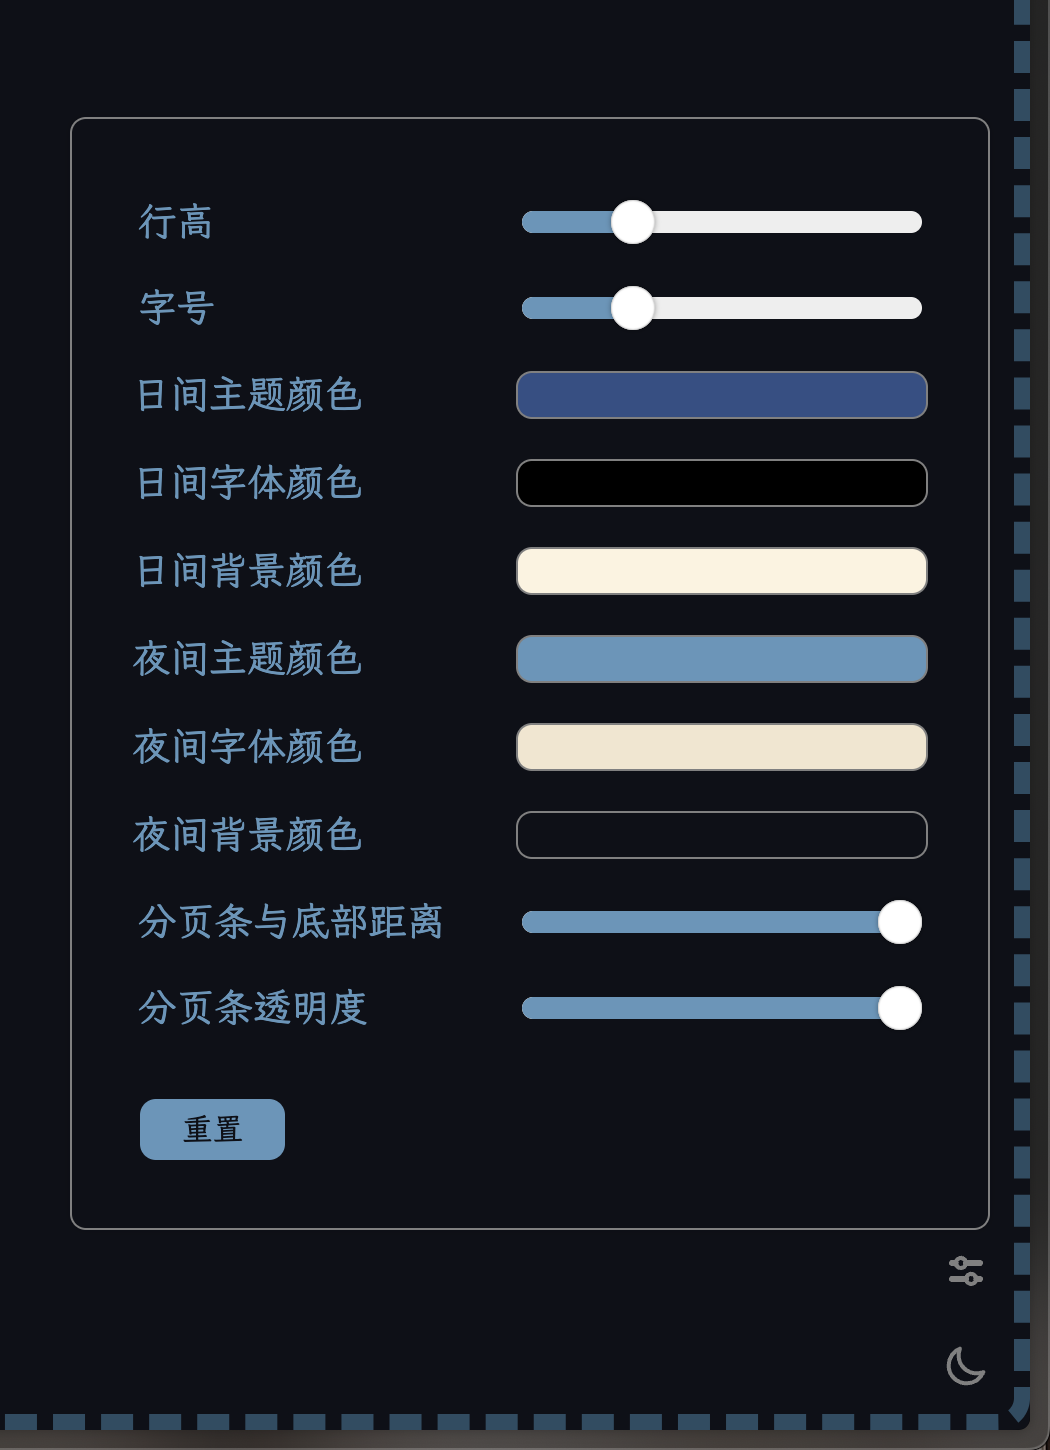 行高
字号
日间主题颜色
日间字体颜色
日间背景颜色
夜间主题颜色
夜间字体颜色
夜间背景颜色
分页条与底部距离
分页条透明度
重置